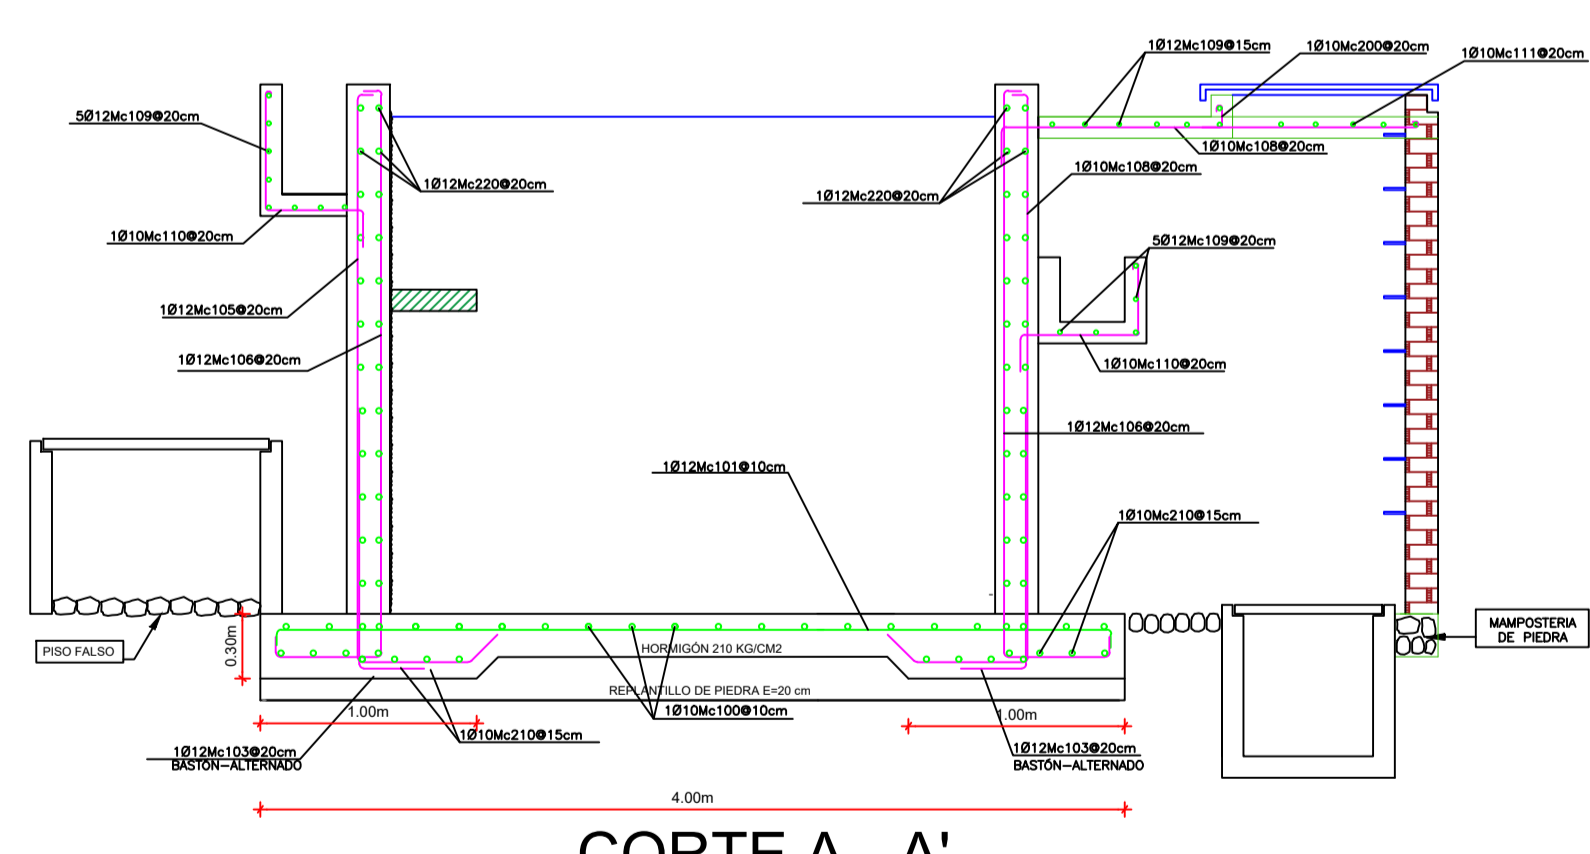 1Ø12Mc109@15cm
1Ø10Mc200@20cm
1Ø10Mc111@20cm
5Ø12Mc109@20cm
1Ø10Mc108@20cm
1Ø10Mc108@20cm
1Ø12Mc220@20cm
1Ø12Mc220@20cm
1Ø10Mc110@20cm
5Ø12Mc109@20cm
1Ø12Mc105@20cm
1Ø12Mc106@20cm
1Ø10Mc110@20cm
1Ø12Mc106@20cm
1Ø12Mc101@10cm
1Ø10Mc210@15cm
PISO FALSO
0.30m
HORMIGÓN 210 KG/CM2
MAMPOSTERIA
DE PIEDRA
REPLANTILLO DE PIEDRA E=20 cm
1.00m
1Ø10Mc100@10cm
1.00m
1Ø10Mc210@15cm
1Ø12Mc103@20cm
BASTÓN-ALTERNADO
1Ø12Mc103@20cm
BASTÓN-ALTERNADO
4.00m
CORTE A - A'